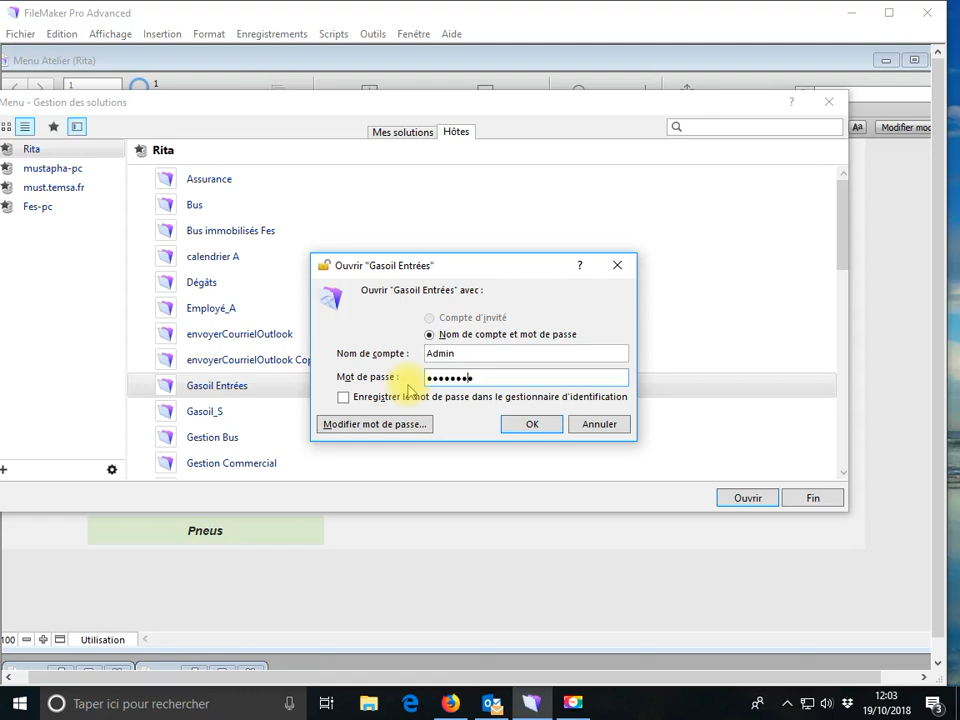 FileMaker Pro Advanced
Fichier Edition Affichage Insertion Format Enregistrements Scripts Outils Fenêtre Aide
Menu Atelier (Rita)
1 1
Menu - Gestion des solutions ?
Mes solutions Hôtes
Aa Modifier mod
Rita
mustapha-pc
must.temsa.fr
Fes-pc
Rita
Assurance
Bus
Bus immobilisés Fes
calendrier A
Dégâts
Employé_A
envoyerCourrielOutlook
envoyerCourrielOutlook Cop
Gasoil Entrées
Gasoil_S
Gestion Bus
Gestion Commercial
Ouvrir "Gasoil Entrées" ?
Ouvrir "Gasoil Entrées" avec :
Compte d'invité
Nom de compte et mot de passe
Nom de compte : Admin
Mot de passe : ••••••••
Enregistrer le mot de passe dans le gestionnaire d'identification
Modifier mot de passe... OK Annuler
Ouvrir Fin
Pneus
100 Utilisation
Taper ici pour rechercher
12:03
19/10/2018
3